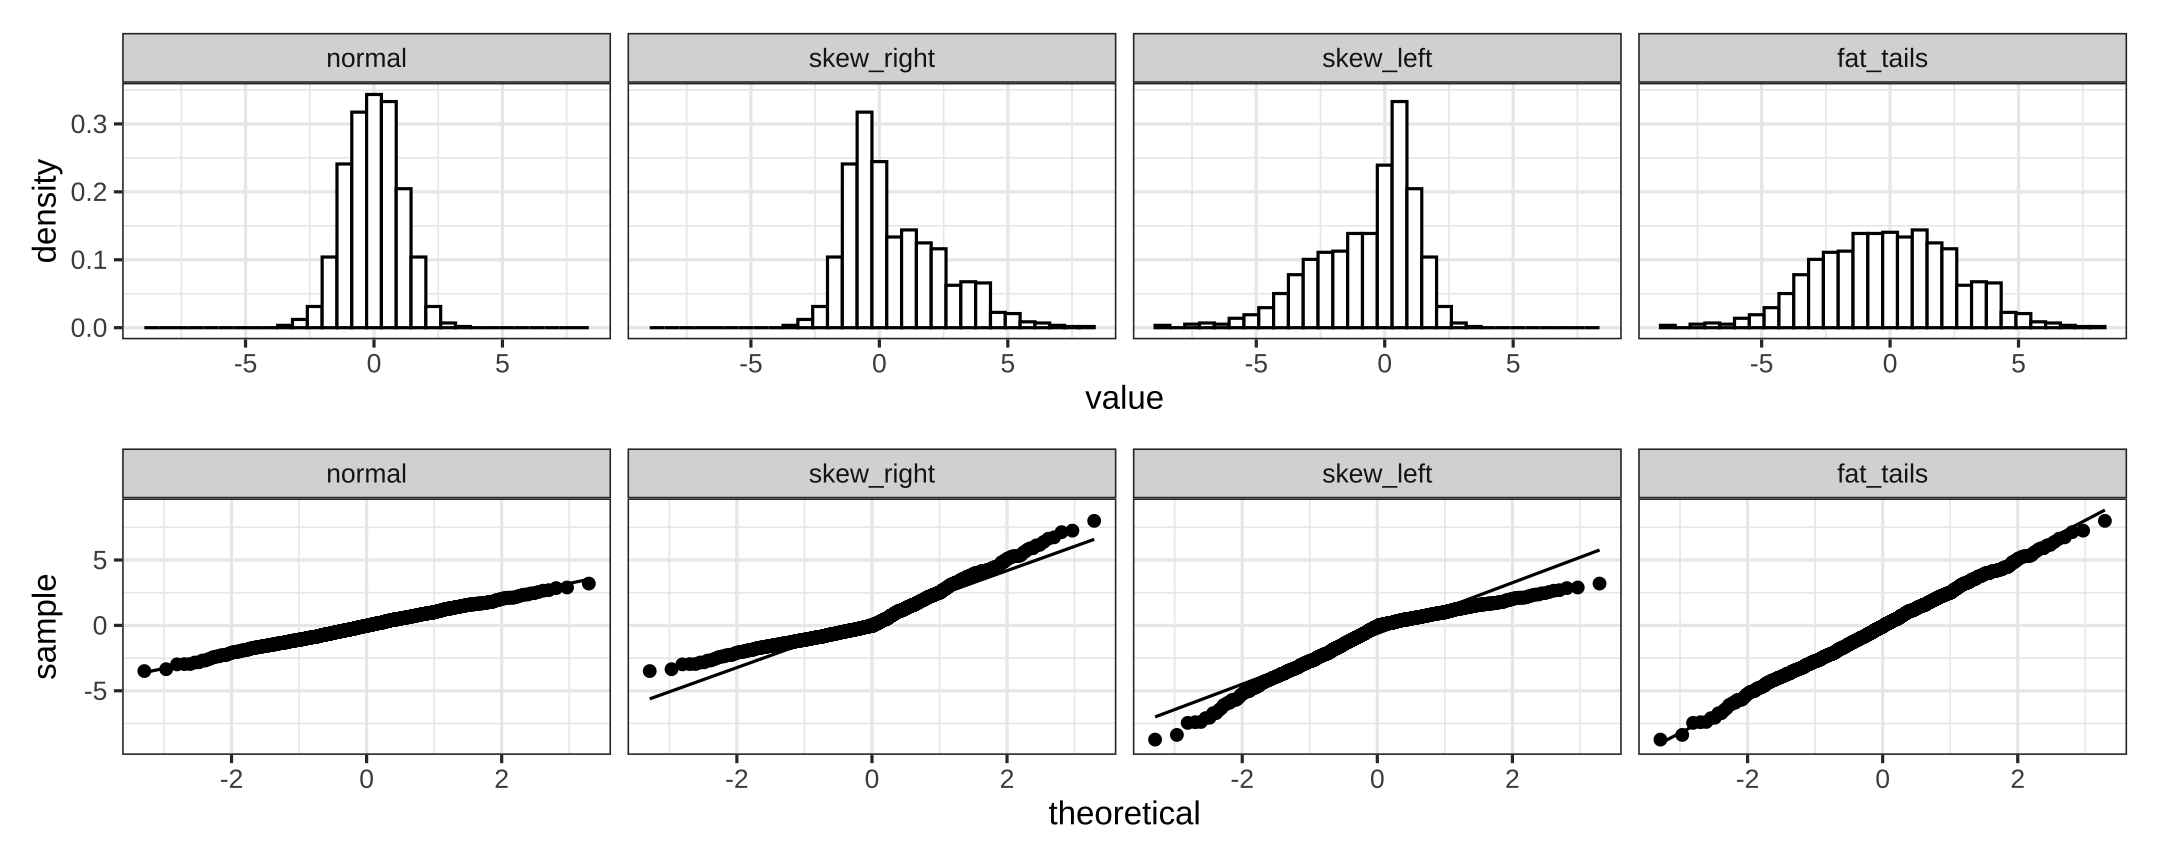 normal skew_right skew_left fat_tails
0.3
0.2
0.1
0.0
density
-5 0 5 -5 0 5 -5 0 5 -5 0 5
value
normal skew_right skew_left fat_tails
5
0
-5
sample
-2 0 2 -2 0 2 -2 0 2 -2 0 2
theoretical